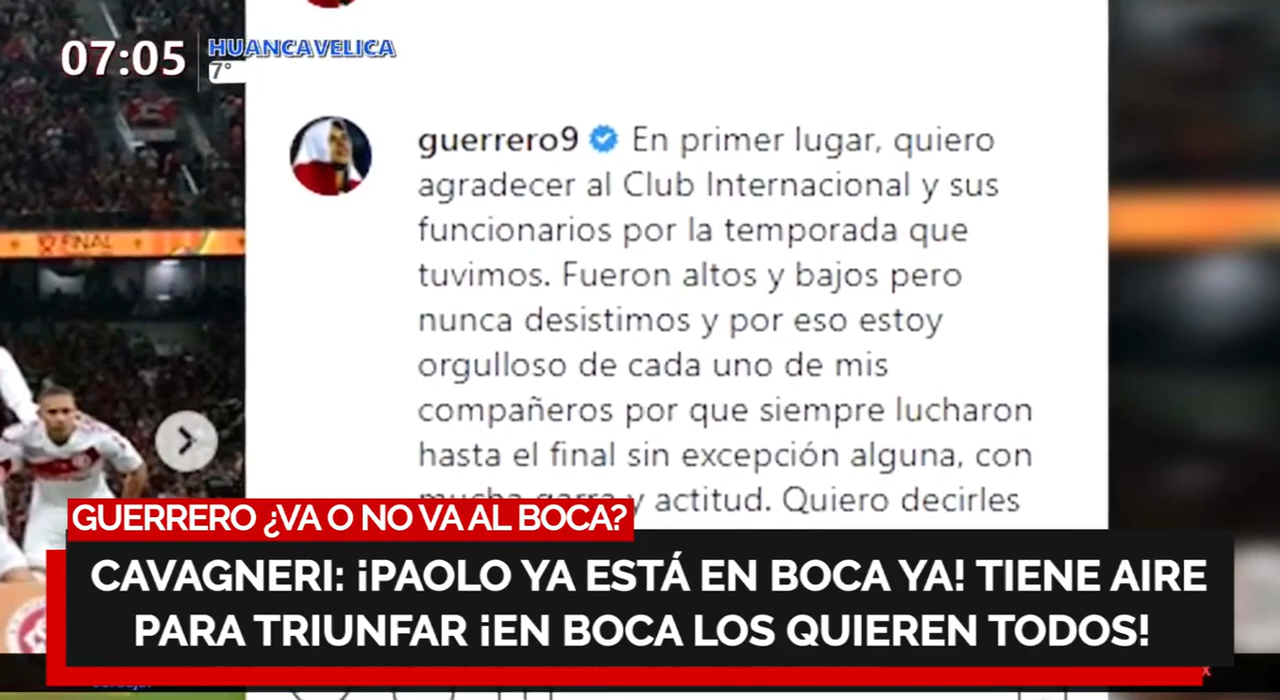 07:05
HUANCAVELICA
7°
guerrero9 En primer lugar, quiero
agradecer al Club Internacional y sus
funcionarios por la temporada que
tuvimos. Fueron altos y bajos pero
nunca desistimos y por eso estoy
orgulloso de cada uno de mis
compañeros por que siempre lucharon
hasta el final sin excepción alguna, con
mucha garra y actitud. Quiero decirles
FINAL
GUERRERO ¿VA O NO VA AL BOCA?
CAVAGNERI: ¡PAOLO YA ESTÁ EN BOCA YA! TIENE AIRE
PARA TRIUNFAR ¡EN BOCA LOS QUIEREN TODOS!